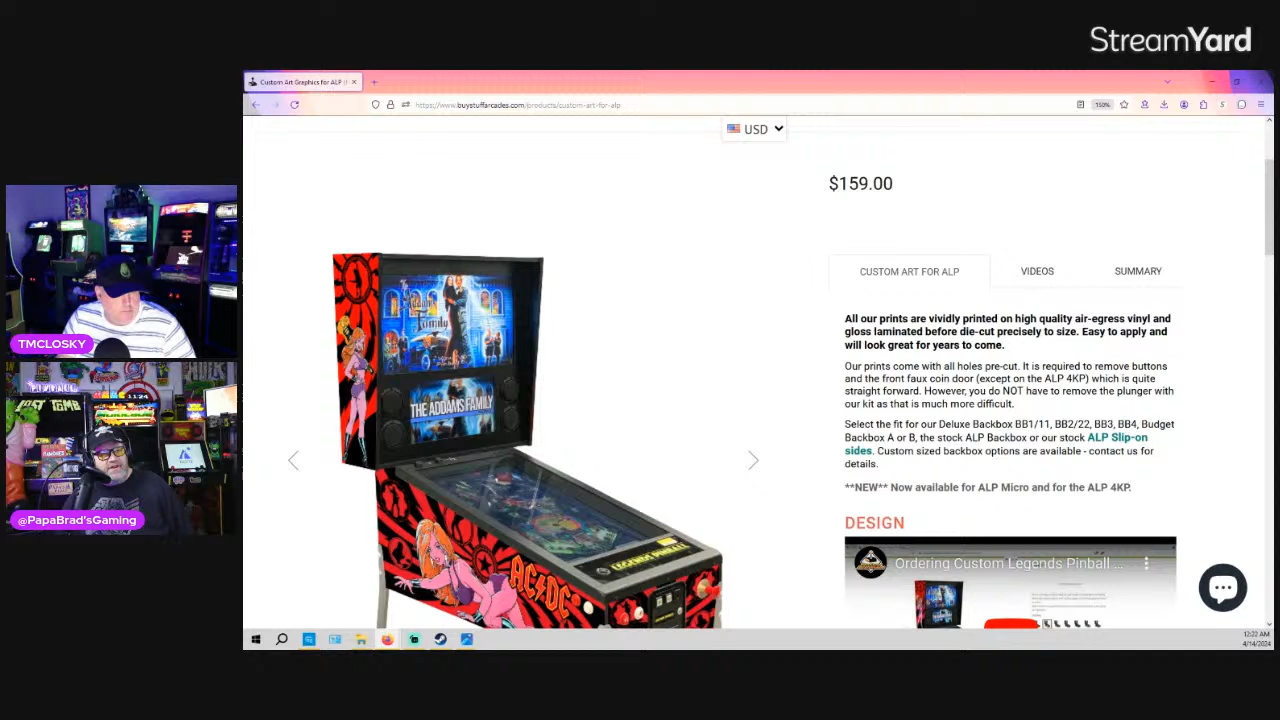 StreamYard
Custom Art Graphics for ALP
https://www.buystuffarcades.com/products/custom-art-for-alp
150%
USD
$159.00
CUSTOM ART FOR ALP
VIDEOS
SUMMARY
All our prints are vividly printed on high quality air-egress vinyl and
gloss laminated before die-cut precisely to size. Easy to apply and
will look great for years to come.
Our prints come with all holes pre-cut. It is required to remove buttons
and the front faux coin door (except on the ALP 4KP) which is quite
straight forward. However, you do NOT have to remove the plunger with
our kit as that is much more difficult.
Select the fit for our Deluxe Backbox BB1/11, BB2/22, BB3, BB4, Budget
Backbox A or B, the stock ALP Backbox or our stock ALP Slip-on
sides. Custom sized backbox options are available - contact us for
details.
**NEW** Now available for ALP Micro and for the ALP 4KP.
DESIGN
Ordering Custom Legends Pinball ...
The Addams Family
THE ADDAMS FAMILY
LEGENDS PINBALL
AC/DC
TMCLOSKY
LOST TOMB
11:24
@PapaBrad'sGaming
12:22 AM
4/14/2024